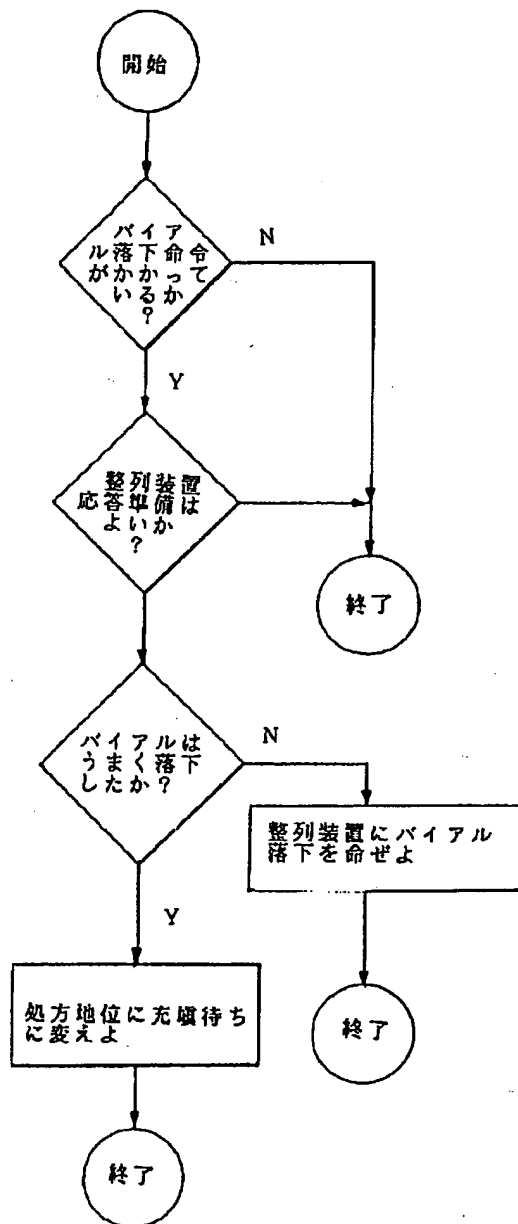 開始
バイア
ル落下命令
がかかって
いるか
?
N
Y
整列装置
応答準備は
よいか
?
終了
バイアルは
うまく落下
したか?
N
整列装置にバイアル
落下を命ぜよ
Y
処方地位に充塡待ち
に変えよ
終了
終了